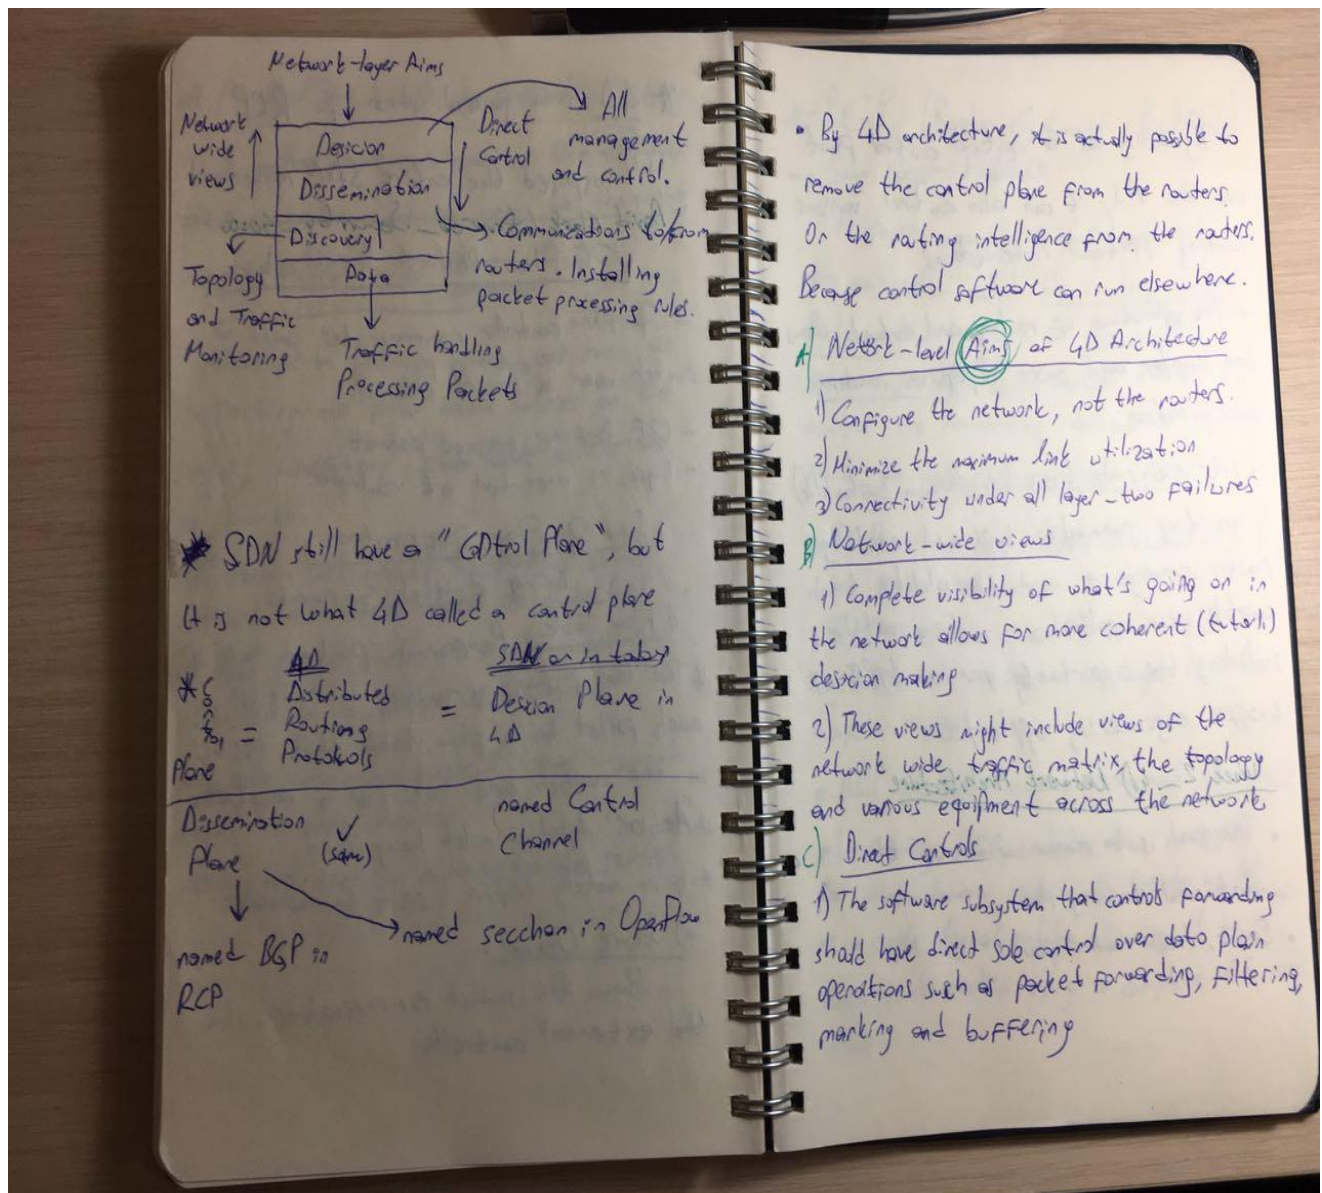 Network-layer Aims
Network
wide
views
Desicion
Dissemination
Discovery
Data
Direct
Control
All
management
and control.
Communications to/from
routers. Installing
packet processing rules.
Topology
and Traffic
Monitoring
Traffic handling
Processing Packets
* SDN still have a "Control Plane", but
it is not what 4D called a control plane
4D
SDN or in today
*
Distributed
Routing
Protokols
=
Plane
=
Desicion Plane in
4D
Dissemination
Plane
(same)
named Control
Channel
named secchan in Openflow
named BGP in
RCP
• By 4D architecture, it is actually possible to
remove the control plane from the routers.
Or the routing intelligence from the routers.
Because control software can run elsewhere.
A) Network-level Aims of 4D Architecture
1) Configure the network, not the routers.
2) Minimize the maximum link utilization
3) Connectivity under all layer-two failures
B) Network-wide views
1) Complete visibility of what's going on in
the network allows for more coherent (tutarlı)
desicion making
2) These views might include views of the
network wide traffic matrix, the topology
and various equipment across the network
C) Direct Controls
1) The software subsystem that controls forwarding
should have direct sole control over data plain
operations such as packet forwarding, filtering,
marking and buffering